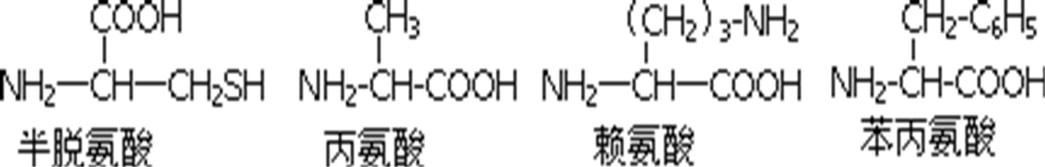 COOH CH₃ (CH₂)₃-NH₂ CH₂-C₆H₅
NH₂—CH—CH₂SH NH₂-CH-COOH NH₂—CH—COOH NH₂-CH-COOH
半脱氨酸 丙氨酸 赖氨酸 苯丙氨酸